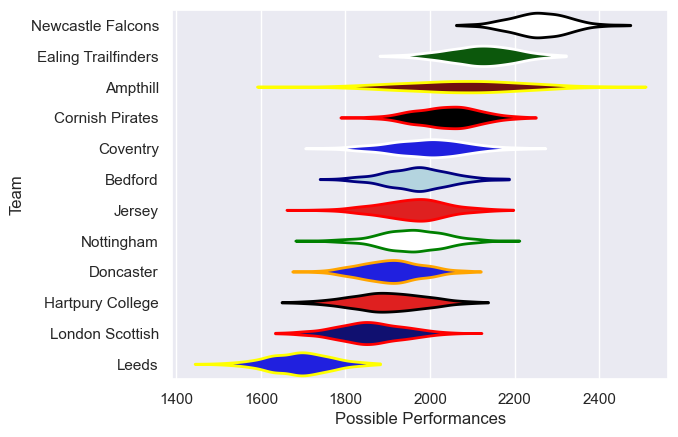 Newcastle Falcons
Ealing Trailfinders
Ampthill
Cornish Pirates
Coventry
Bedford
Jersey
Nottingham
Doncaster
Hartpury College
London Scottish
Leeds
Team
1400 1600 1800 2000 2200 2400
Possible Performances